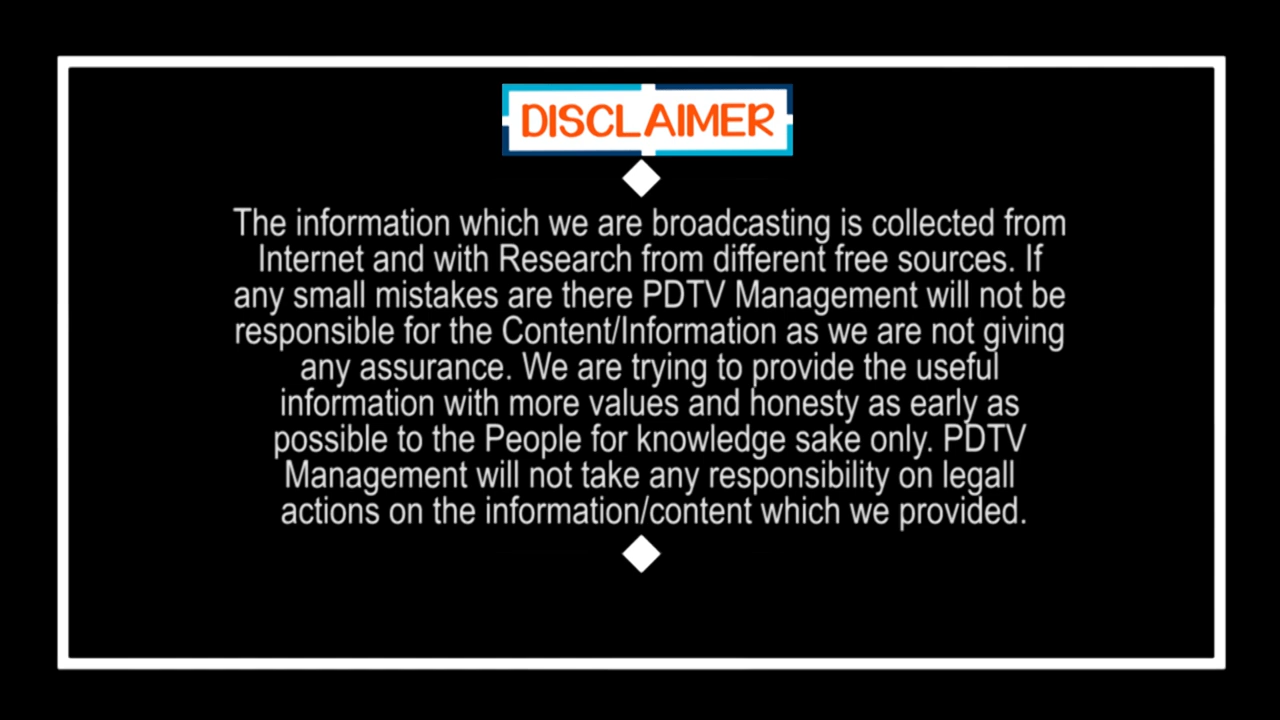 DISCLAIMER
The information which we are broadcasting is collected from
Internet and with Research from different free sources. If
any small mistakes are there PDTV Management will not be
responsible for the Content/Information as we are not giving
any assurance. We are trying to provide the useful
information with more values and honesty as early as
possible to the People for knowledge sake only. PDTV
Management will not take any responsibility on legall
actions on the information/content which we provided.